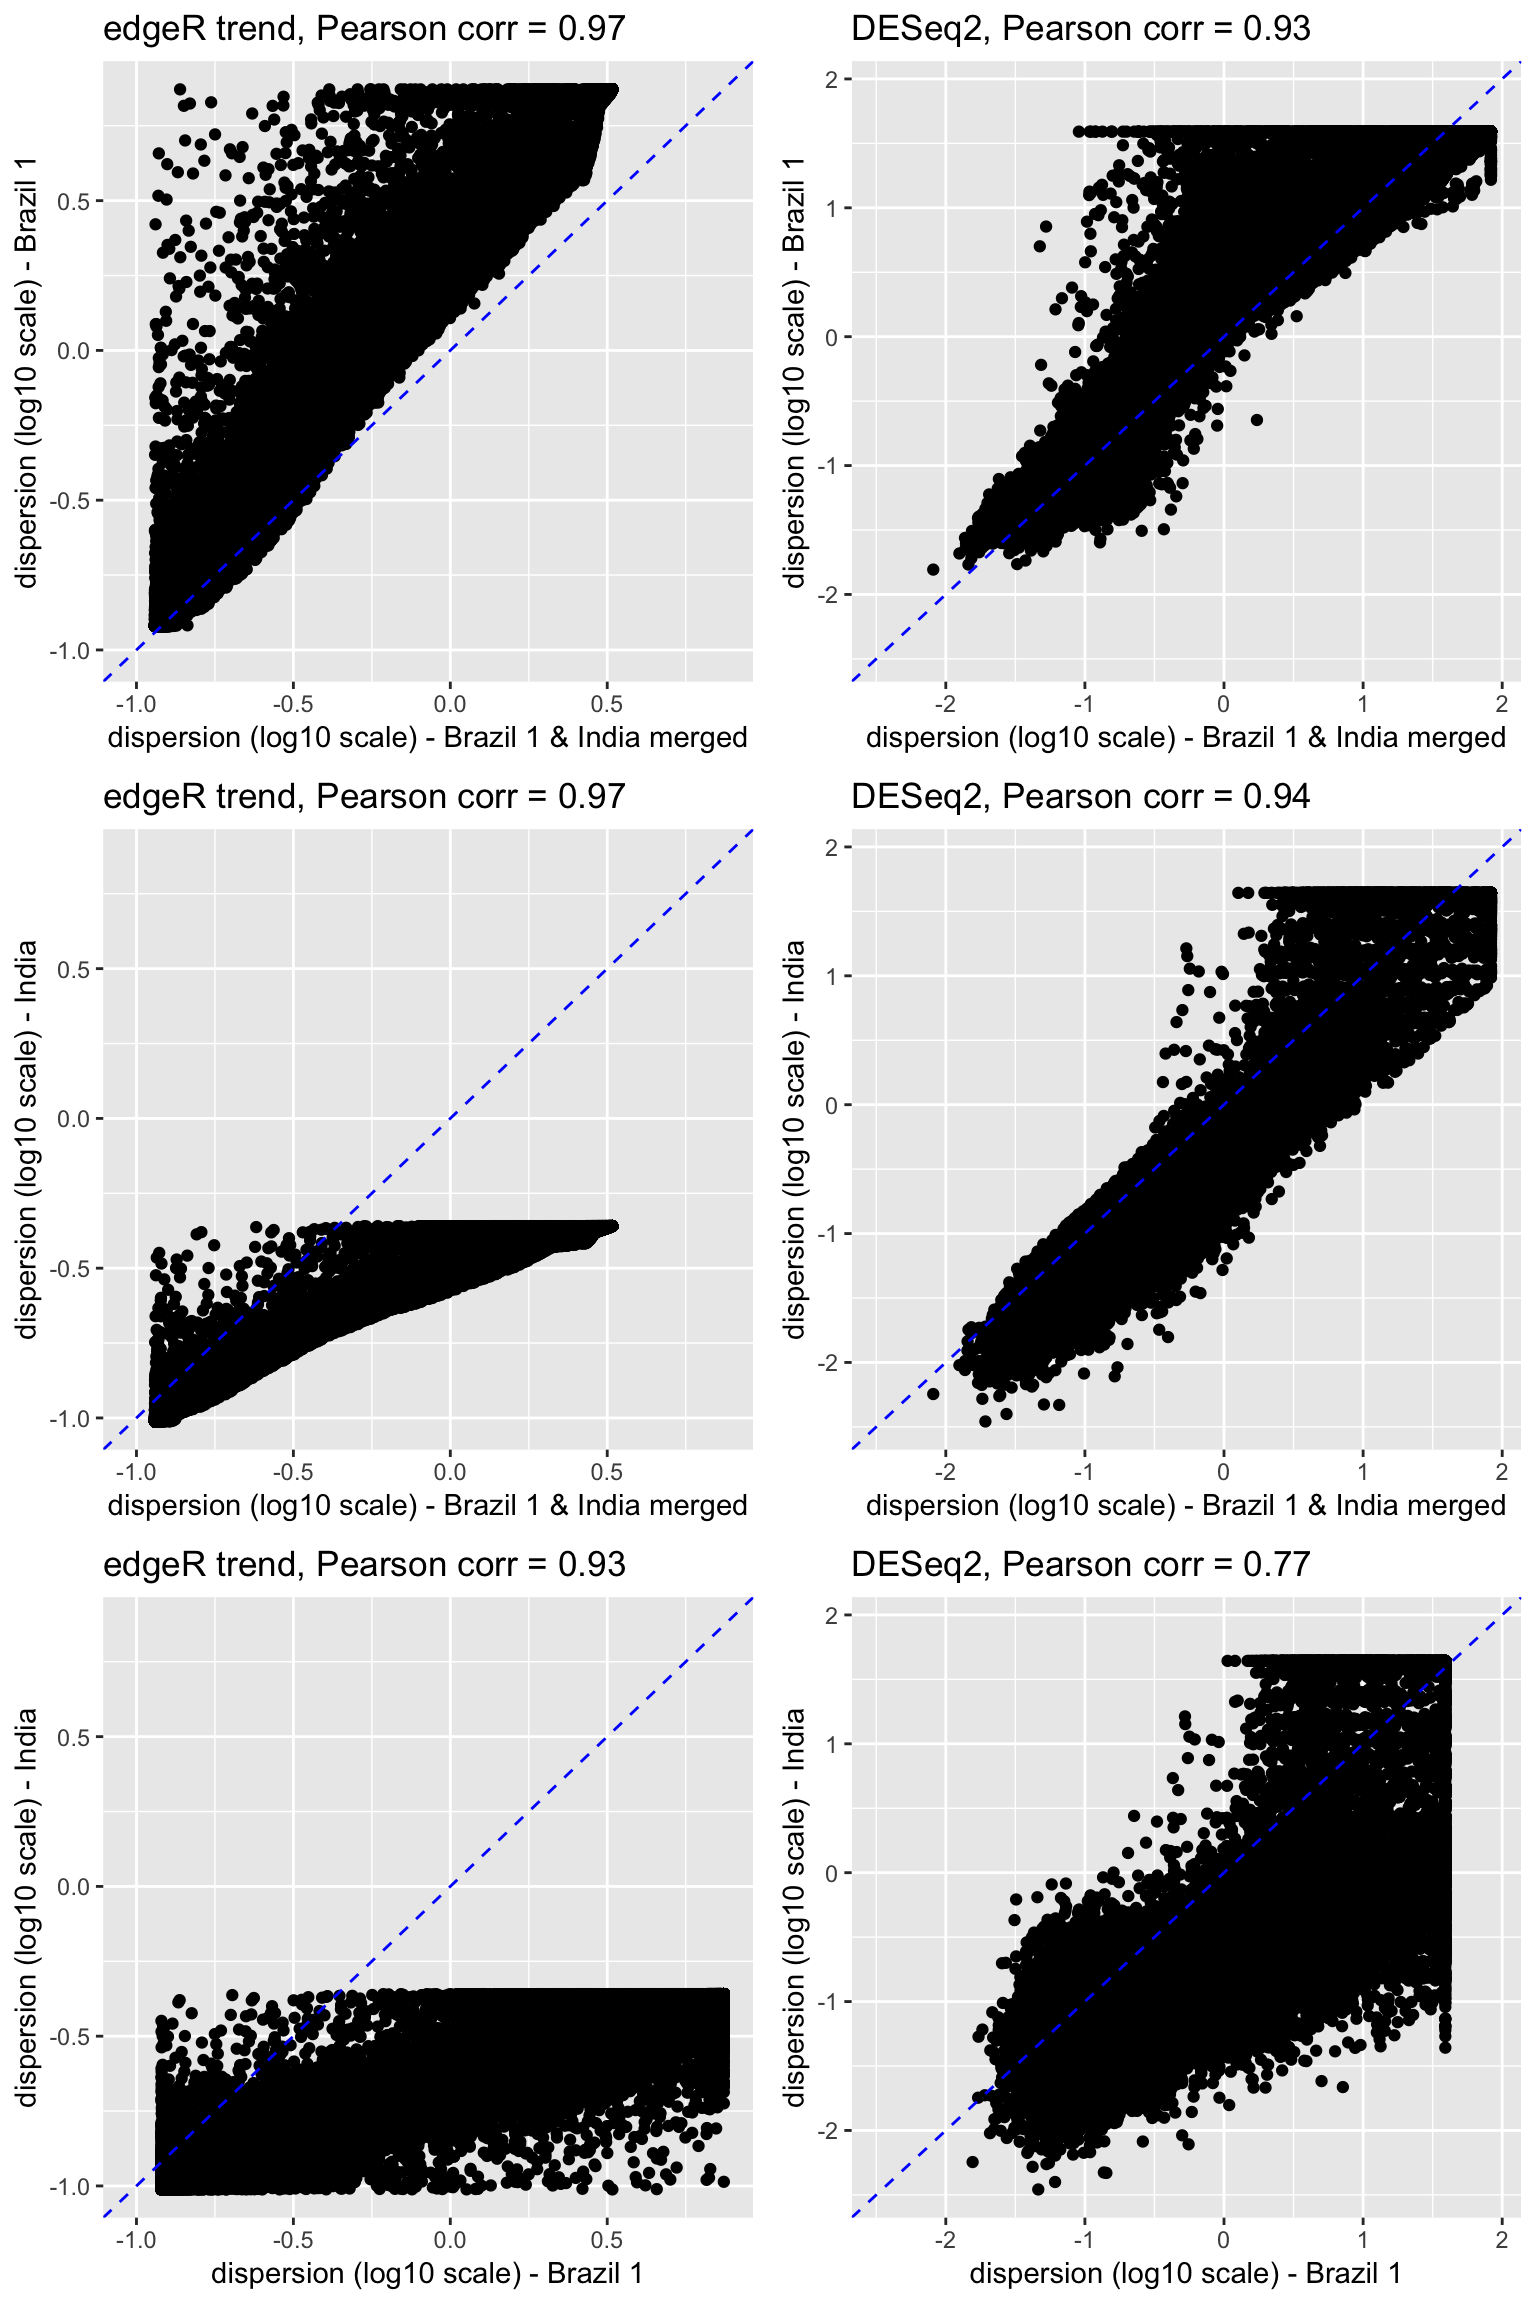 edgeR trend, Pearson corr = 0.97
dispersion (log10 scale) - Brazil 1
0.5
0.0
-0.5
-1.0
-1.0 -0.5 0.0 0.5
dispersion (log10 scale) - Brazil 1 & India merged
DESeq2, Pearson corr = 0.93
dispersion (log10 scale) - Brazil 1
2
1
0
-1
-2
-2 -1 0 1 2
dispersion (log10 scale) - Brazil 1 & India merged
edgeR trend, Pearson corr = 0.97
dispersion (log10 scale) - India
0.5
0.0
-0.5
-1.0
-1.0 -0.5 0.0 0.5
dispersion (log10 scale) - Brazil 1 & India merged
DESeq2, Pearson corr = 0.94
dispersion (log10 scale) - India
2
1
0
-1
-2
-2 -1 0 1 2
dispersion (log10 scale) - Brazil 1 & India merged
edgeR trend, Pearson corr = 0.93
dispersion (log10 scale) - India
0.5
0.0
-0.5
-1.0
-1.0 -0.5 0.0 0.5
dispersion (log10 scale) - Brazil 1
DESeq2, Pearson corr = 0.77
dispersion (log10 scale) - India
2
1
0
-1
-2
-2 -1 0 1 2
dispersion (log10 scale) - Brazil 1